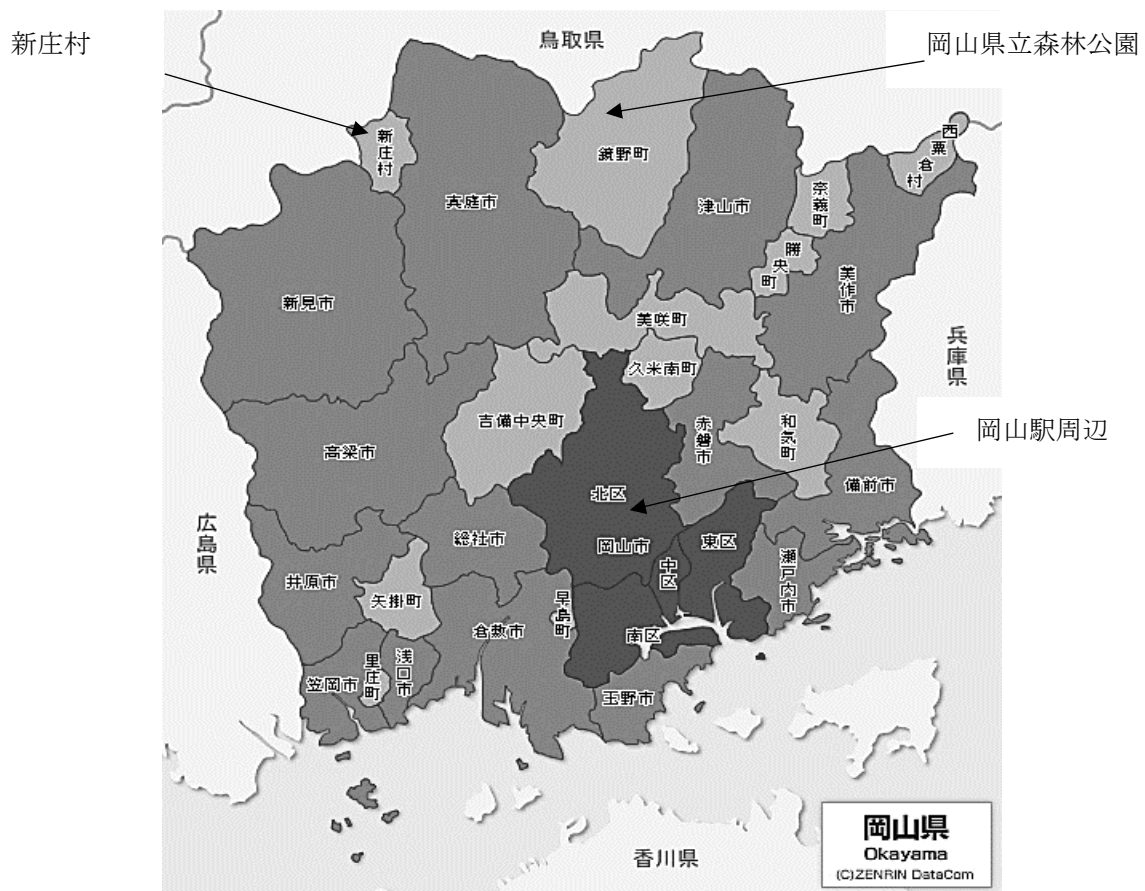 新庄村
鳥取県
岡山県立森林公園
新庄村
真庭市
鏡野町
津山市
奈義町
西粟倉村
勝央町
美作市
新見市
美咲町
久米南町
兵庫県
吉備中央町
高梁市
赤磐市
和気町
岡山駅周辺
備前市
北区
岡山市
東区
中区
瀬戸内市
広島県
総社市
井原市
矢掛町
早島町
倉敷市
南区
笠岡市
里庄町
浅口市
玉野市
香川県
岡山県
Okayama
(C)ZENRIN DataCom